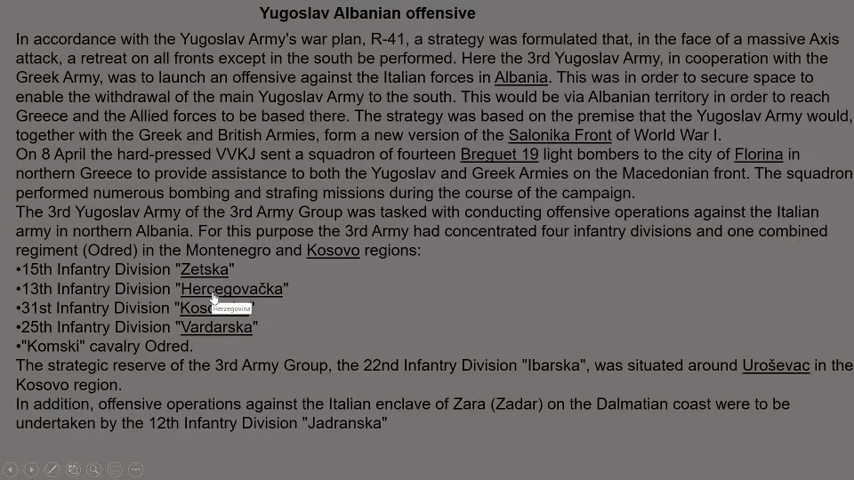 Yugoslav Albanian offensive
In accordance with the Yugoslav Army's war plan, R-41, a strategy was formulated that, in the face of a massive Axis
attack, a retreat on all fronts except in the south be performed. Here the 3rd Yugoslav Army, in cooperation with the
Greek Army, was to launch an offensive against the Italian forces in Albania. This was in order to secure space to
enable the withdrawal of the main Yugoslav Army to the south. This would be via Albanian territory in order to reach
Greece and the Allied forces to be based there. The strategy was based on the premise that the Yugoslav Army would,
together with the Greek and British Armies, form a new version of the Salonika Front of World War I.
On 8 April the hard-pressed VVKJ sent a squadron of fourteen Breguet 19 light bombers to the city of Florina in
northern Greece to provide assistance to both the Yugoslav and Greek Armies on the Macedonian front. The squadron
performed numerous bombing and strafing missions during the course of the campaign.
The 3rd Yugoslav Army of the 3rd Army Group was tasked with conducting offensive operations against the Italian
army in northern Albania. For this purpose the 3rd Army had concentrated four infantry divisions and one combined
regiment (Odred) in the Montenegro and Kosovo regions:
•15th Infantry Division "Zetska"
•13th Infantry Division "Hercegovačka"
Herzegovina
•31st Infantry Division "
•25th Infantry Division "Vardarska"
•"Komski" cavalry Odred.
The strategic reserve of the 3rd Army Group, the 22nd Infantry Division "Ibarska", was situated around Uroševac in the
Kosovo region.
In addition, offensive operations against the Italian enclave of Zara (Zadar) on the Dalmatian coast were to be
undertaken by the 12th Infantry Division "Jadranska"